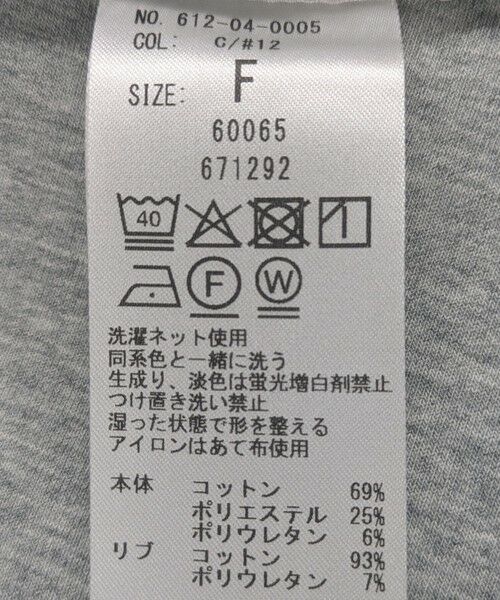 NO. 612-04-0005
COL: C/#12
SIZE: F
60065
671292
40
F W
洗濯ネット使用
同系色と一緒に洗う
生成り、淡色は蛍光増白剤禁止
つけ置き洗い禁止
湿った状態で形を整える
アイロンはあて布使用
本体 コットン 69%
ポリエステル 25%
ポリウレタン 6%
リブ コットン 93%
ポリウレタン 7%